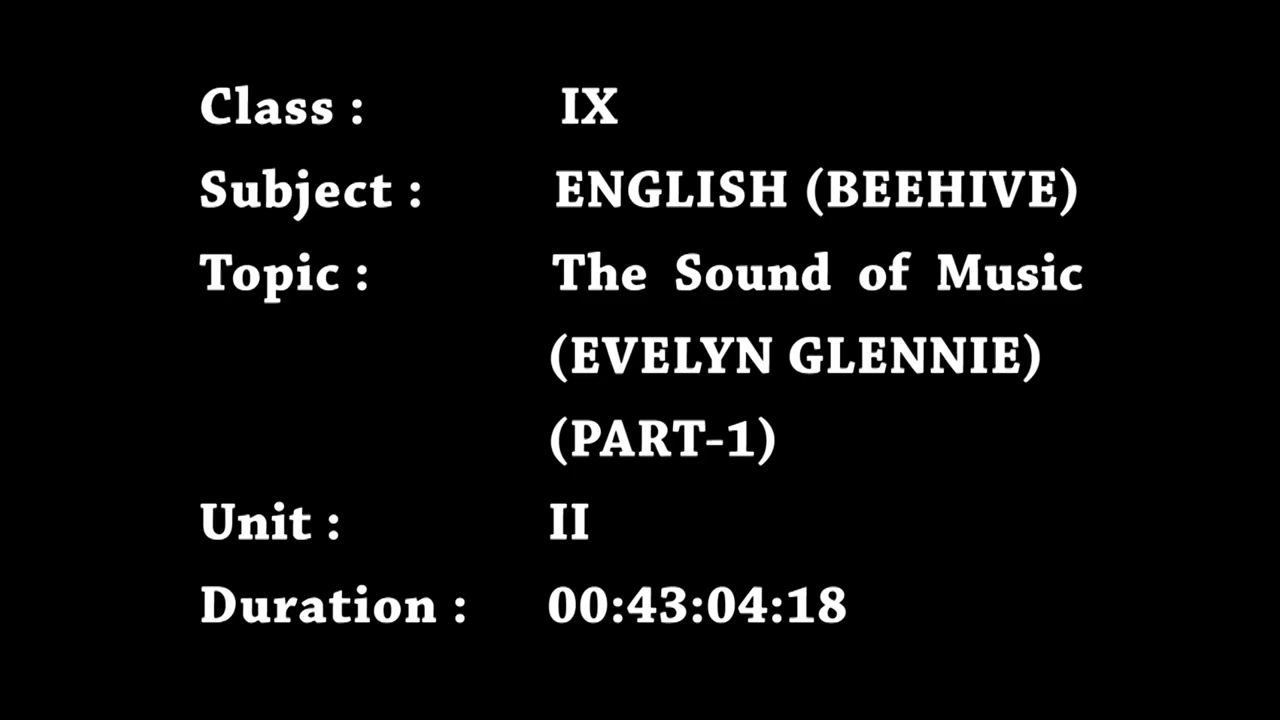 Class : IX
Subject : ENGLISH (BEEHIVE)
Topic : The Sound of Music
(EVELYN GLENNIE)
(PART-1)
Unit : II
Duration : 00:43:04:18